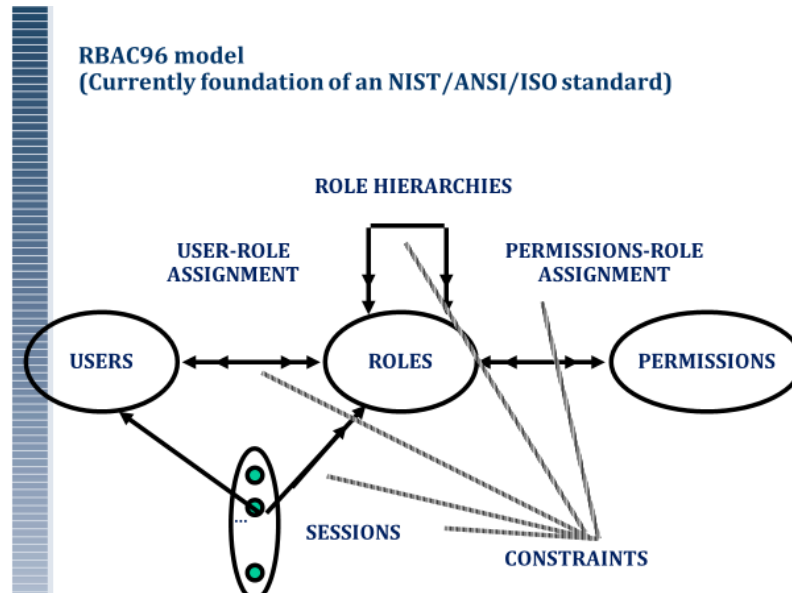 RBAC96 model
(Currently foundation of an NIST/ANSI/ISO standard)
ROLE HIERARCHIES
USER-ROLE
ASSIGNMENT
PERMISSIONS-ROLE
ASSIGNMENT
USERS
ROLES
PERMISSIONS
...
SESSIONS
CONSTRAINTS